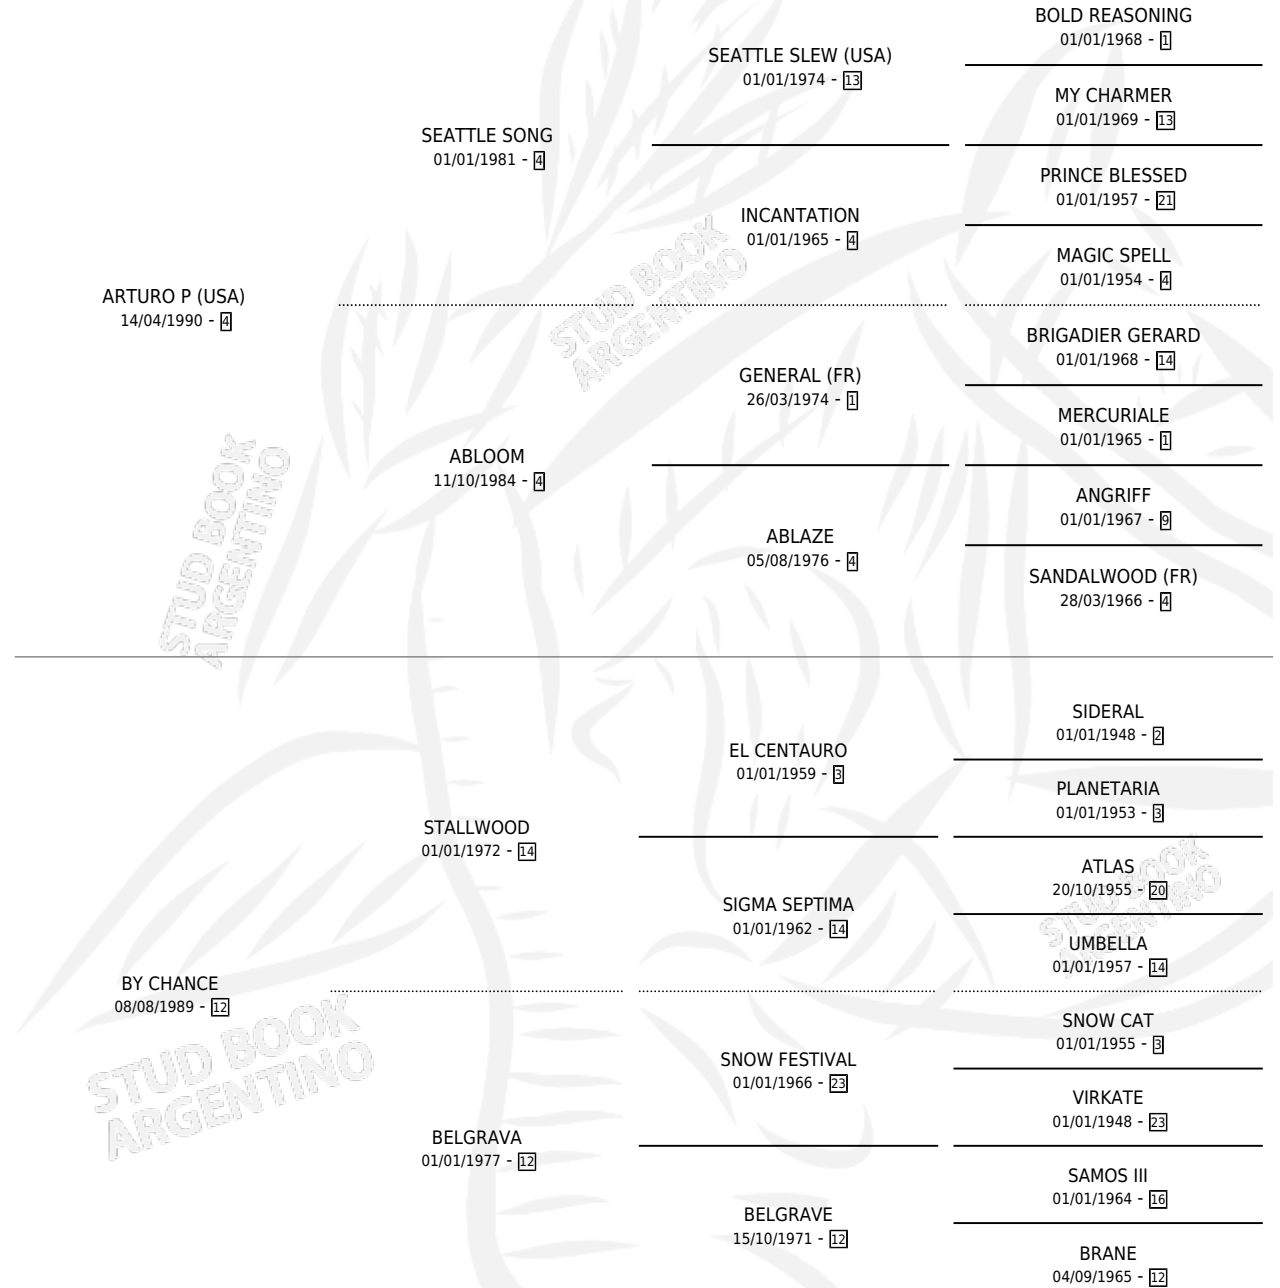 BOLD REASONING
01/01/1968 - 1
SEATTLE SLEW (USA)
01/01/1974 - 13
MY CHARMER
01/01/1969 - 13
SEATTLE SONG
01/01/1981 - 4
PRINCE BLESSED
01/01/1957 - 21
INCANTATION
01/01/1965 - 4
MAGIC SPELL
01/01/1954 - 4
STUD BOOK
ARGENTINO
ARTURO P (USA)
14/04/1990 - 4
BRIGADIER GERARD
01/01/1968 - 14
GENERAL (FR)
26/03/1974 - 1
MERCURIALE
01/01/1965 - 1
ABLOOM
11/10/1984 - 4
ANGRIFF
01/01/1967 - 9
ABLAZE
05/08/1976 - 4
SANDALWOOD (FR)
28/03/1966 - 4
STUD BOOK
ARGENTINO
SIDERAL
01/01/1948 - 2
EL CENTAURO
01/01/1959 - 3
PLANETARIA
01/01/1953 - 3
STALLWOOD
01/01/1972 - 14
ATLAS
20/10/1955 - 20
SIGMA SEPTIMA
01/01/1962 - 14
UMBELLA
01/01/1957 - 14
STUD BOOK
ARGENTINO
BY CHANCE
08/08/1989 - 12
SNOW CAT
01/01/1955 - 3
SNOW FESTIVAL
01/01/1966 - 23
VIRKATE
01/01/1948 - 23
STUD BOOK
ARGENTINO
BELGRAVA
01/01/1977 - 12
SAMOS III
01/01/1964 - 16
BELGRAVE
15/10/1971 - 12
BRANE
04/09/1965 - 12